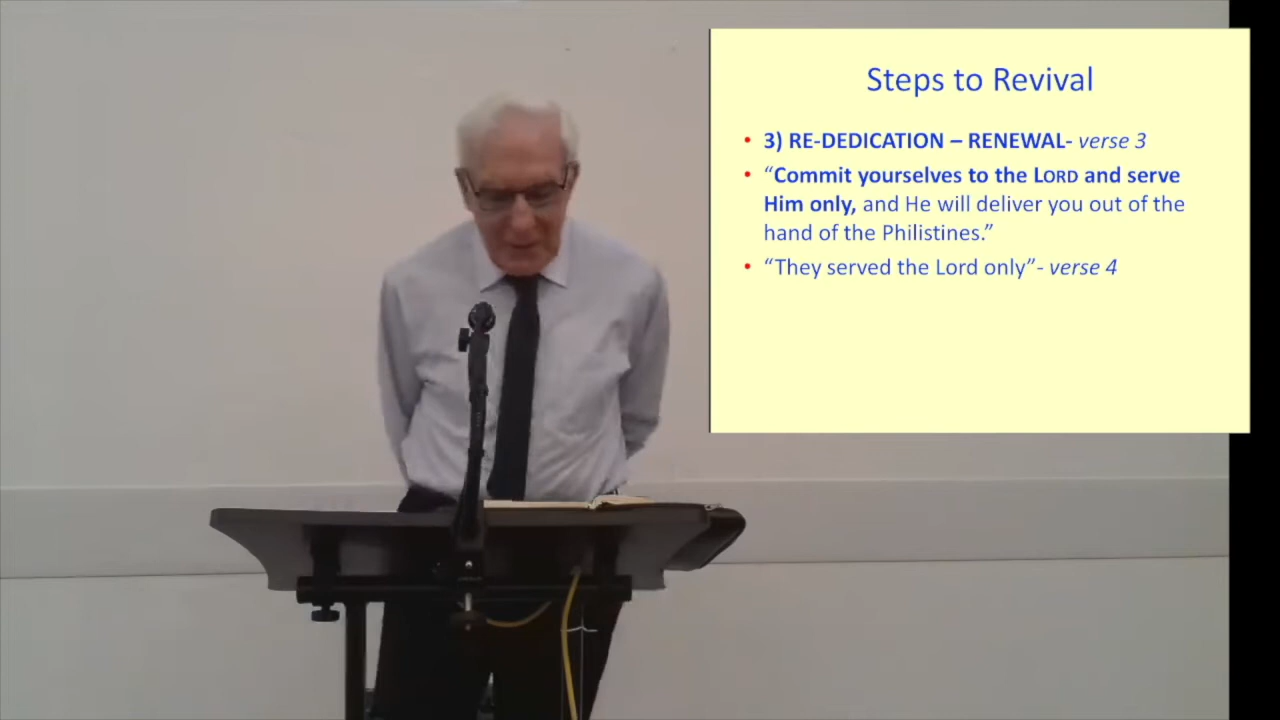 Steps to Revival
• 3) RE-DEDICATION – RENEWAL- verse 3
• “Commit yourselves to the LORD and serve
Him only, and He will deliver you out of the
hand of the Philistines.”
• “They served the Lord only”- verse 4